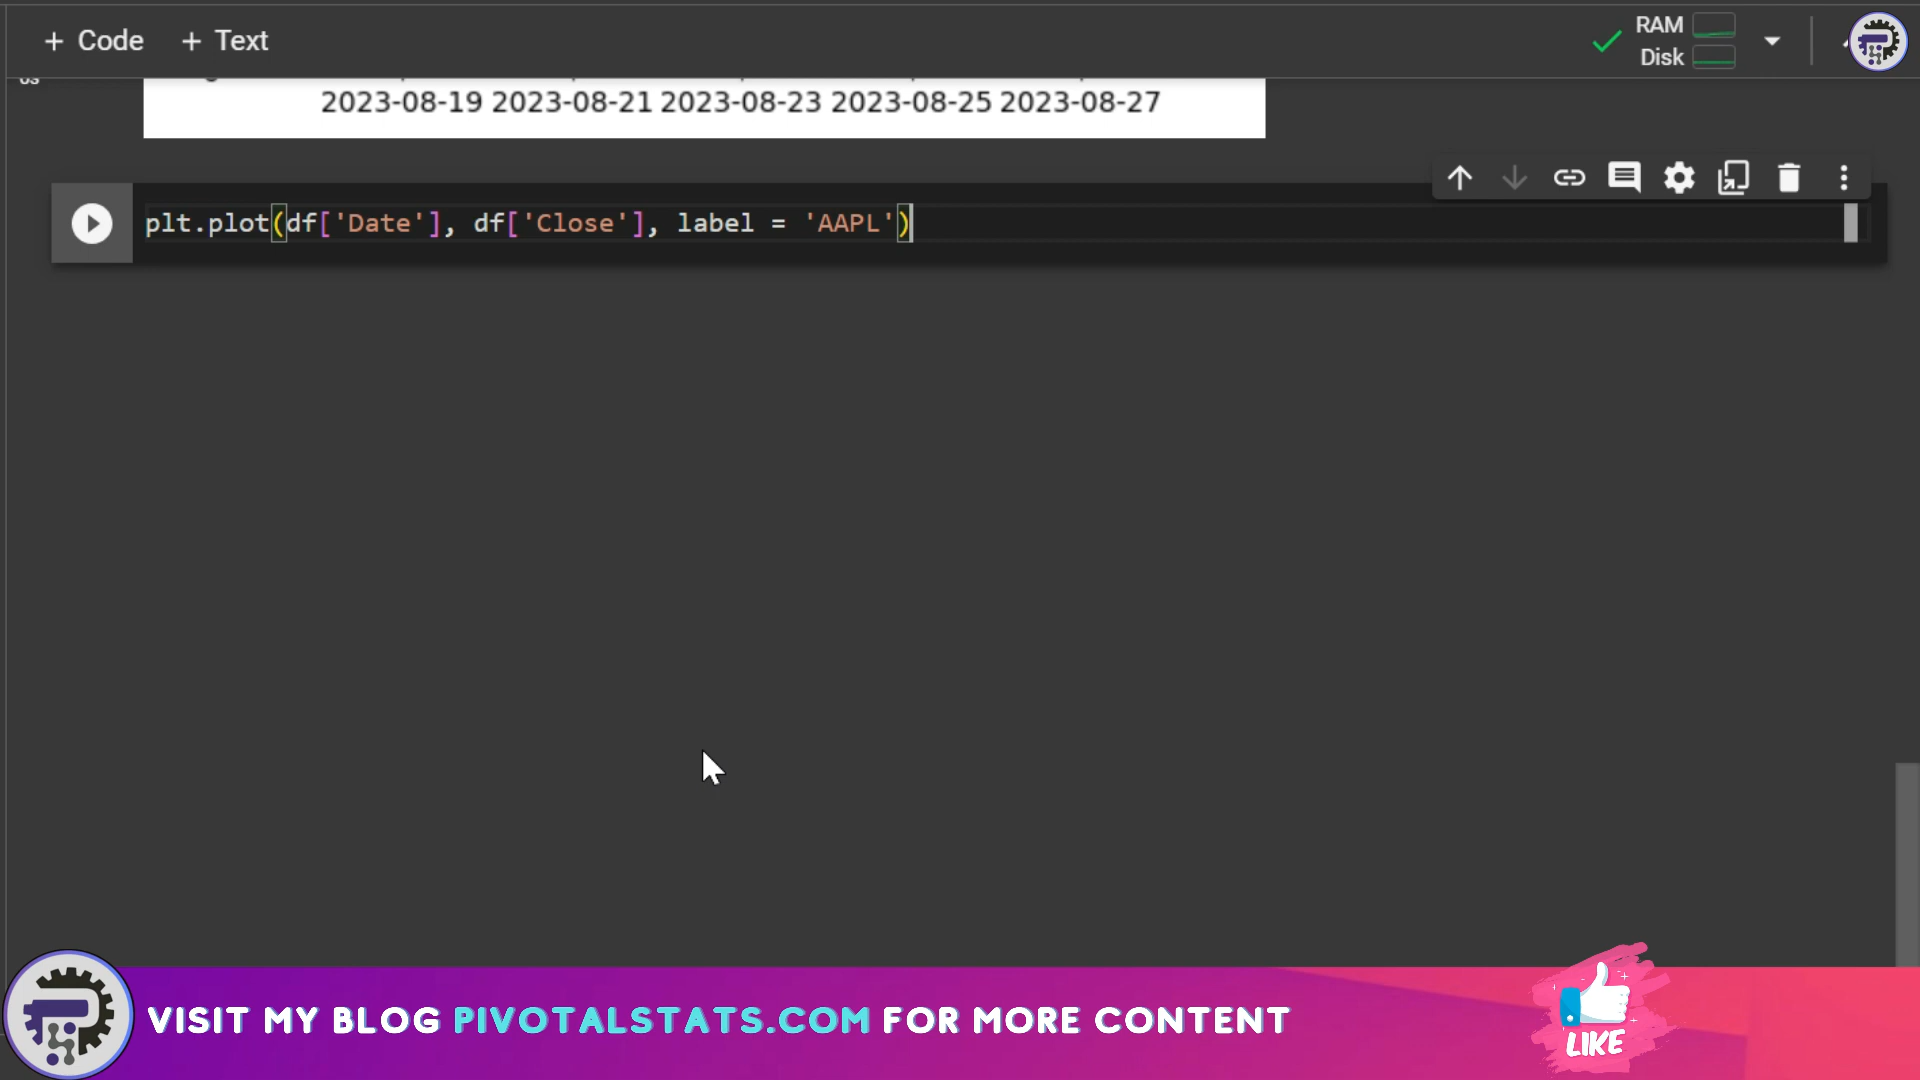 + Code + Text
RAM
Disk
2023-08-19 2023-08-21 2023-08-23 2023-08-25 2023-08-27
plt.plot(df['Date'], df['Close'], label = 'AAPL')
VISIT MY BLOG PIVOTALSTATS.COM FOR MORE CONTENT
LIKE